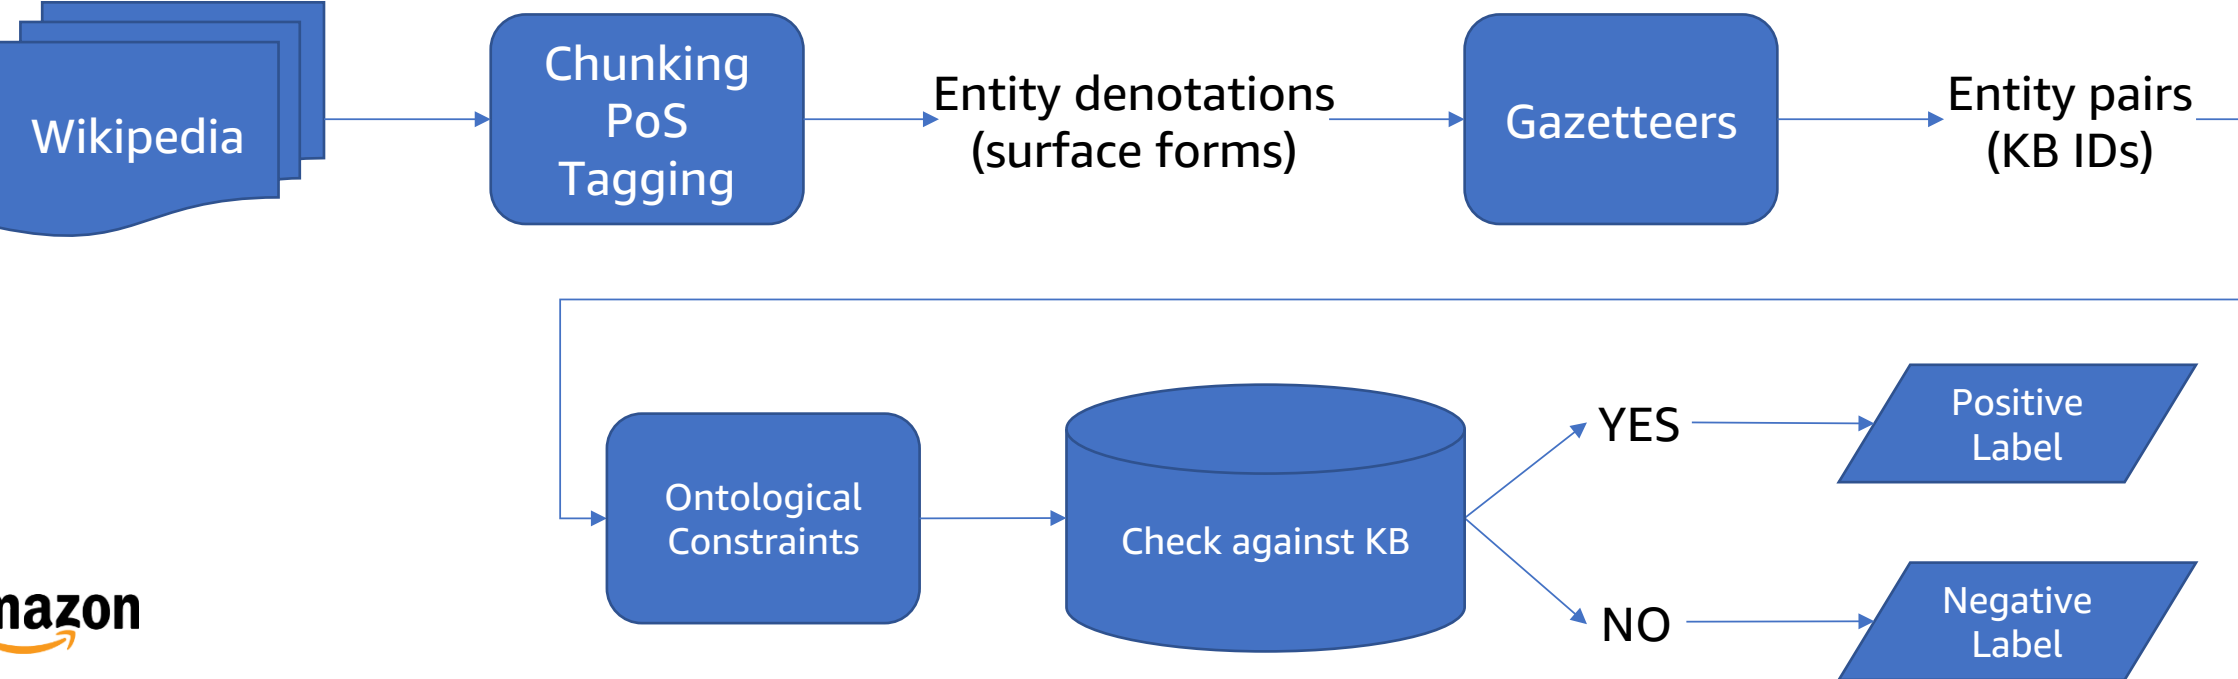 Wikipedia
Chunking
PoS
Tagging
Entity denotations
(surface forms)
Gazetteers
Entity pairs
(KB IDs)
Ontological
Constraints
Check against KB
YES
Positive
Label
NO
Negative
Label
mazon